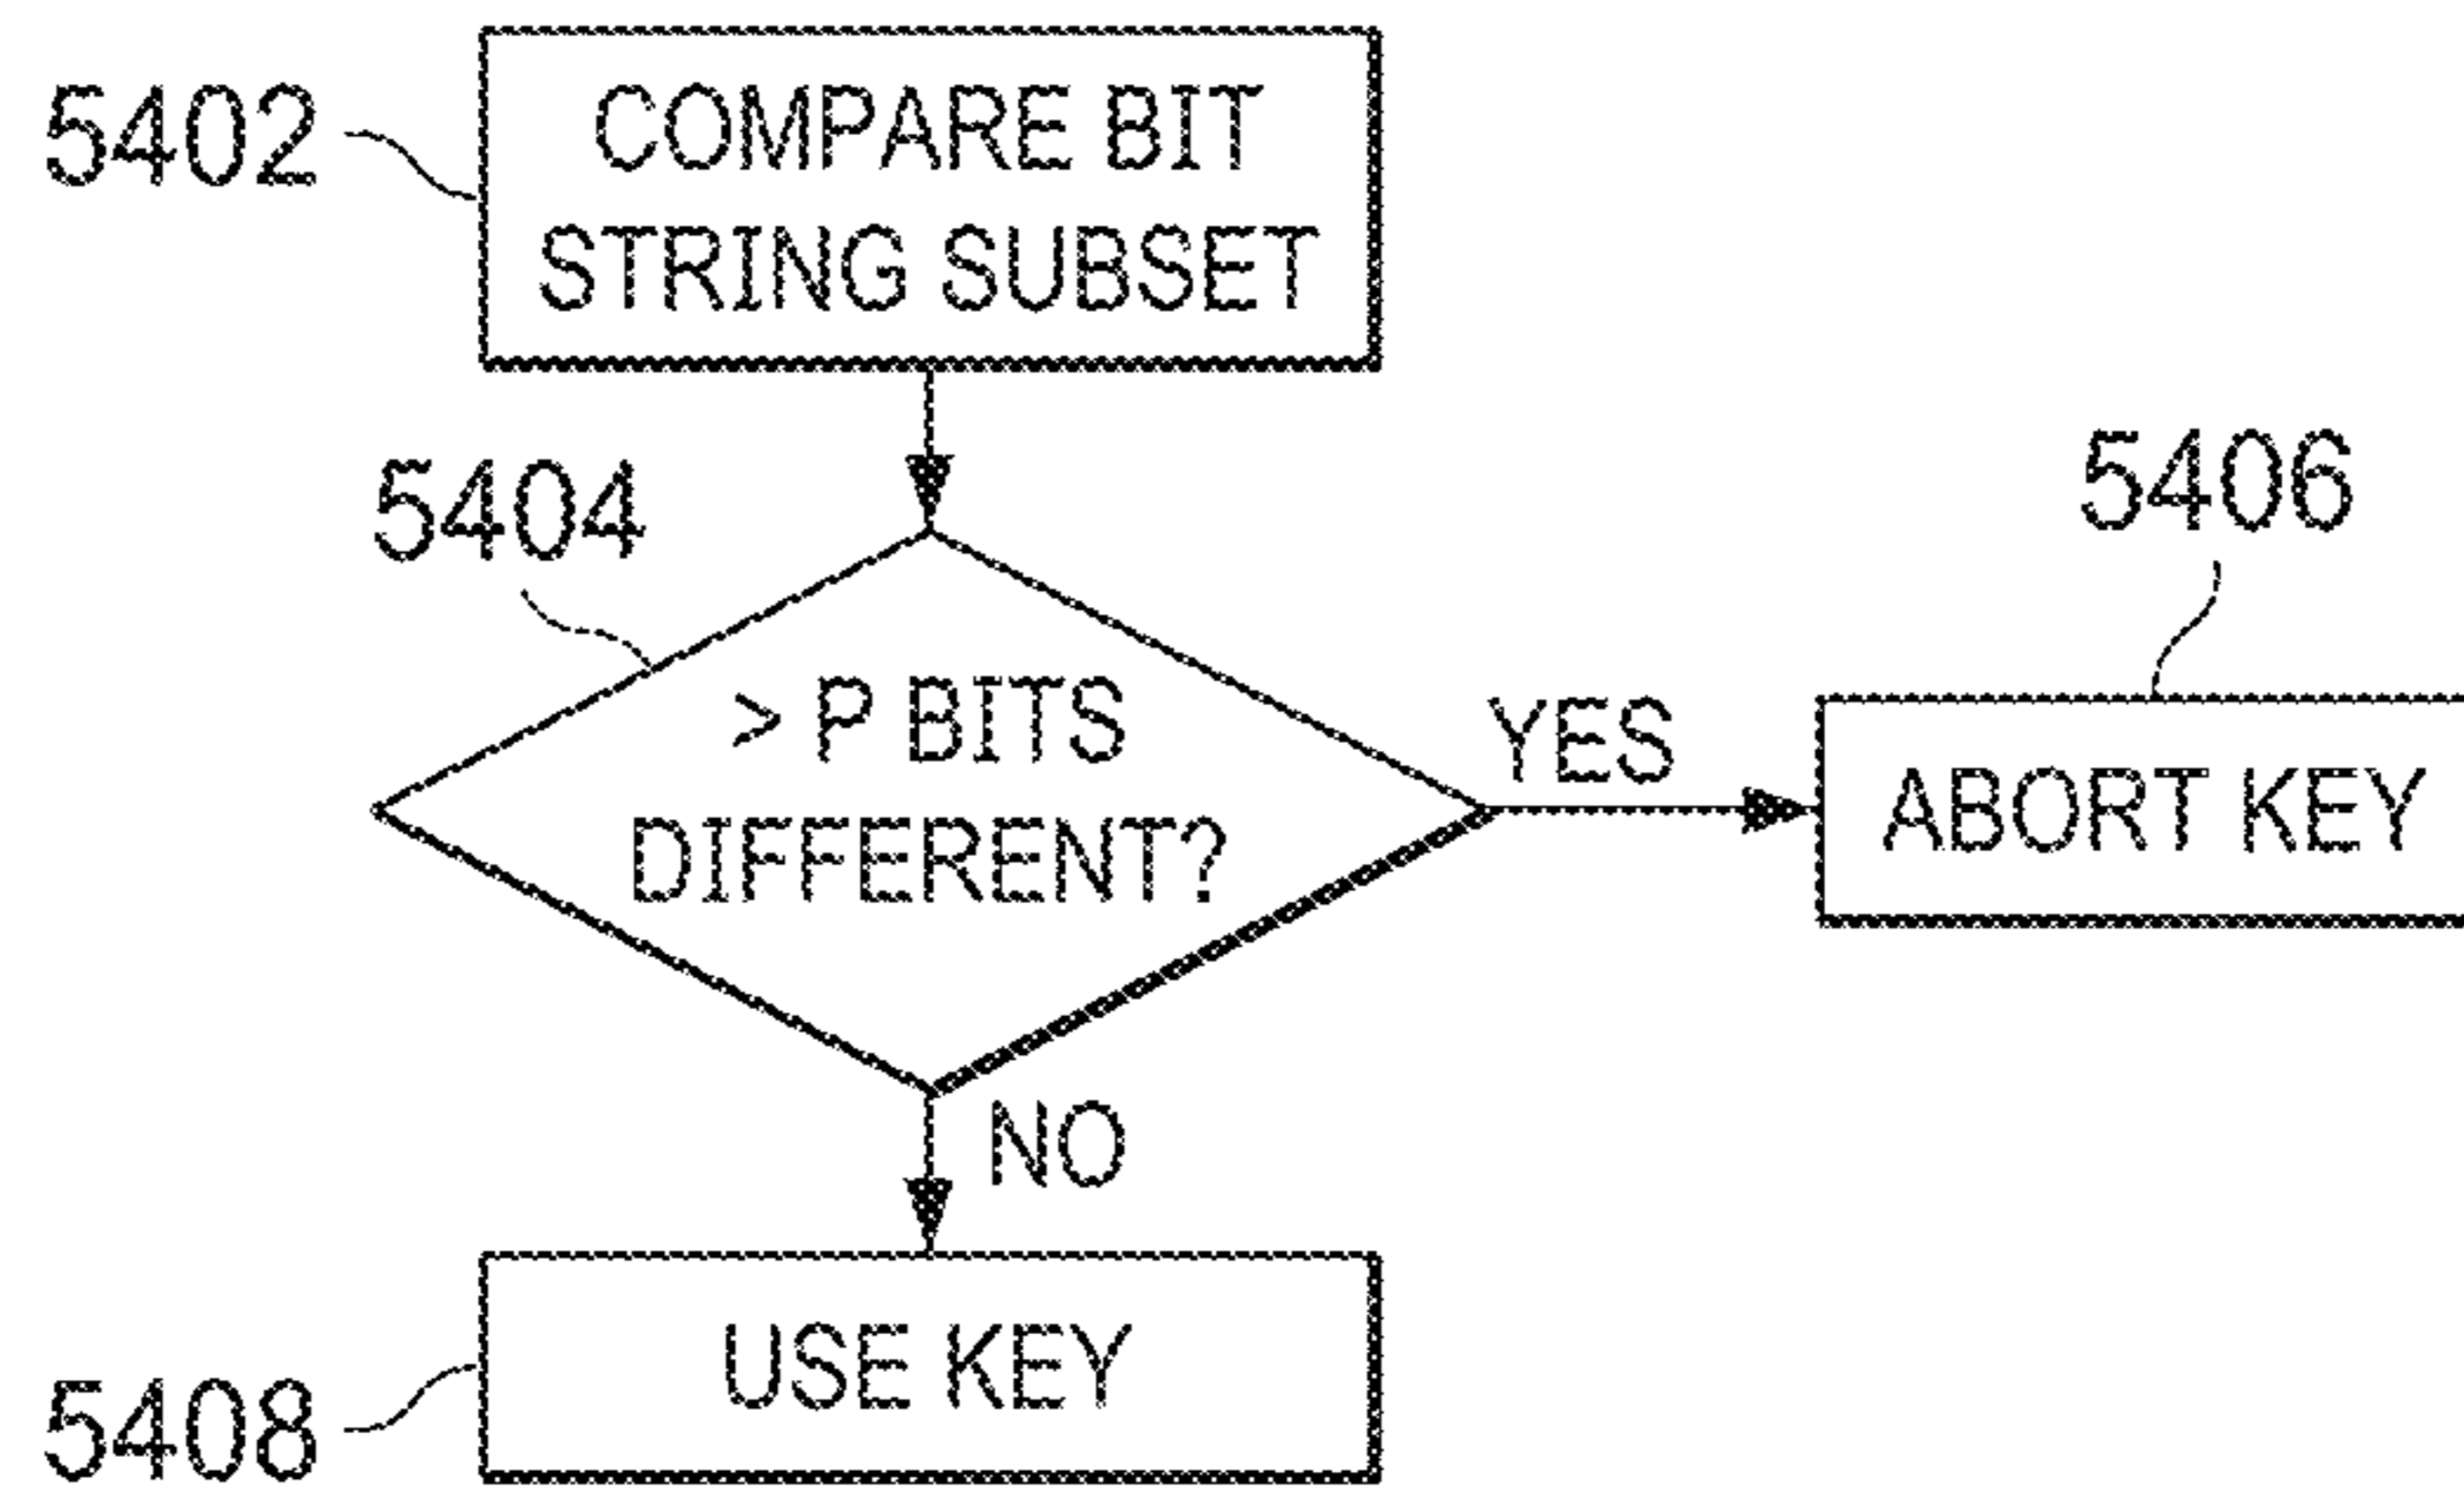 5402
COMPARE BIT
STRING SUBSET
5404
> P BITS
DIFFERENT?
YES
5406
ABORT KEY
NO
USE KEY
5408